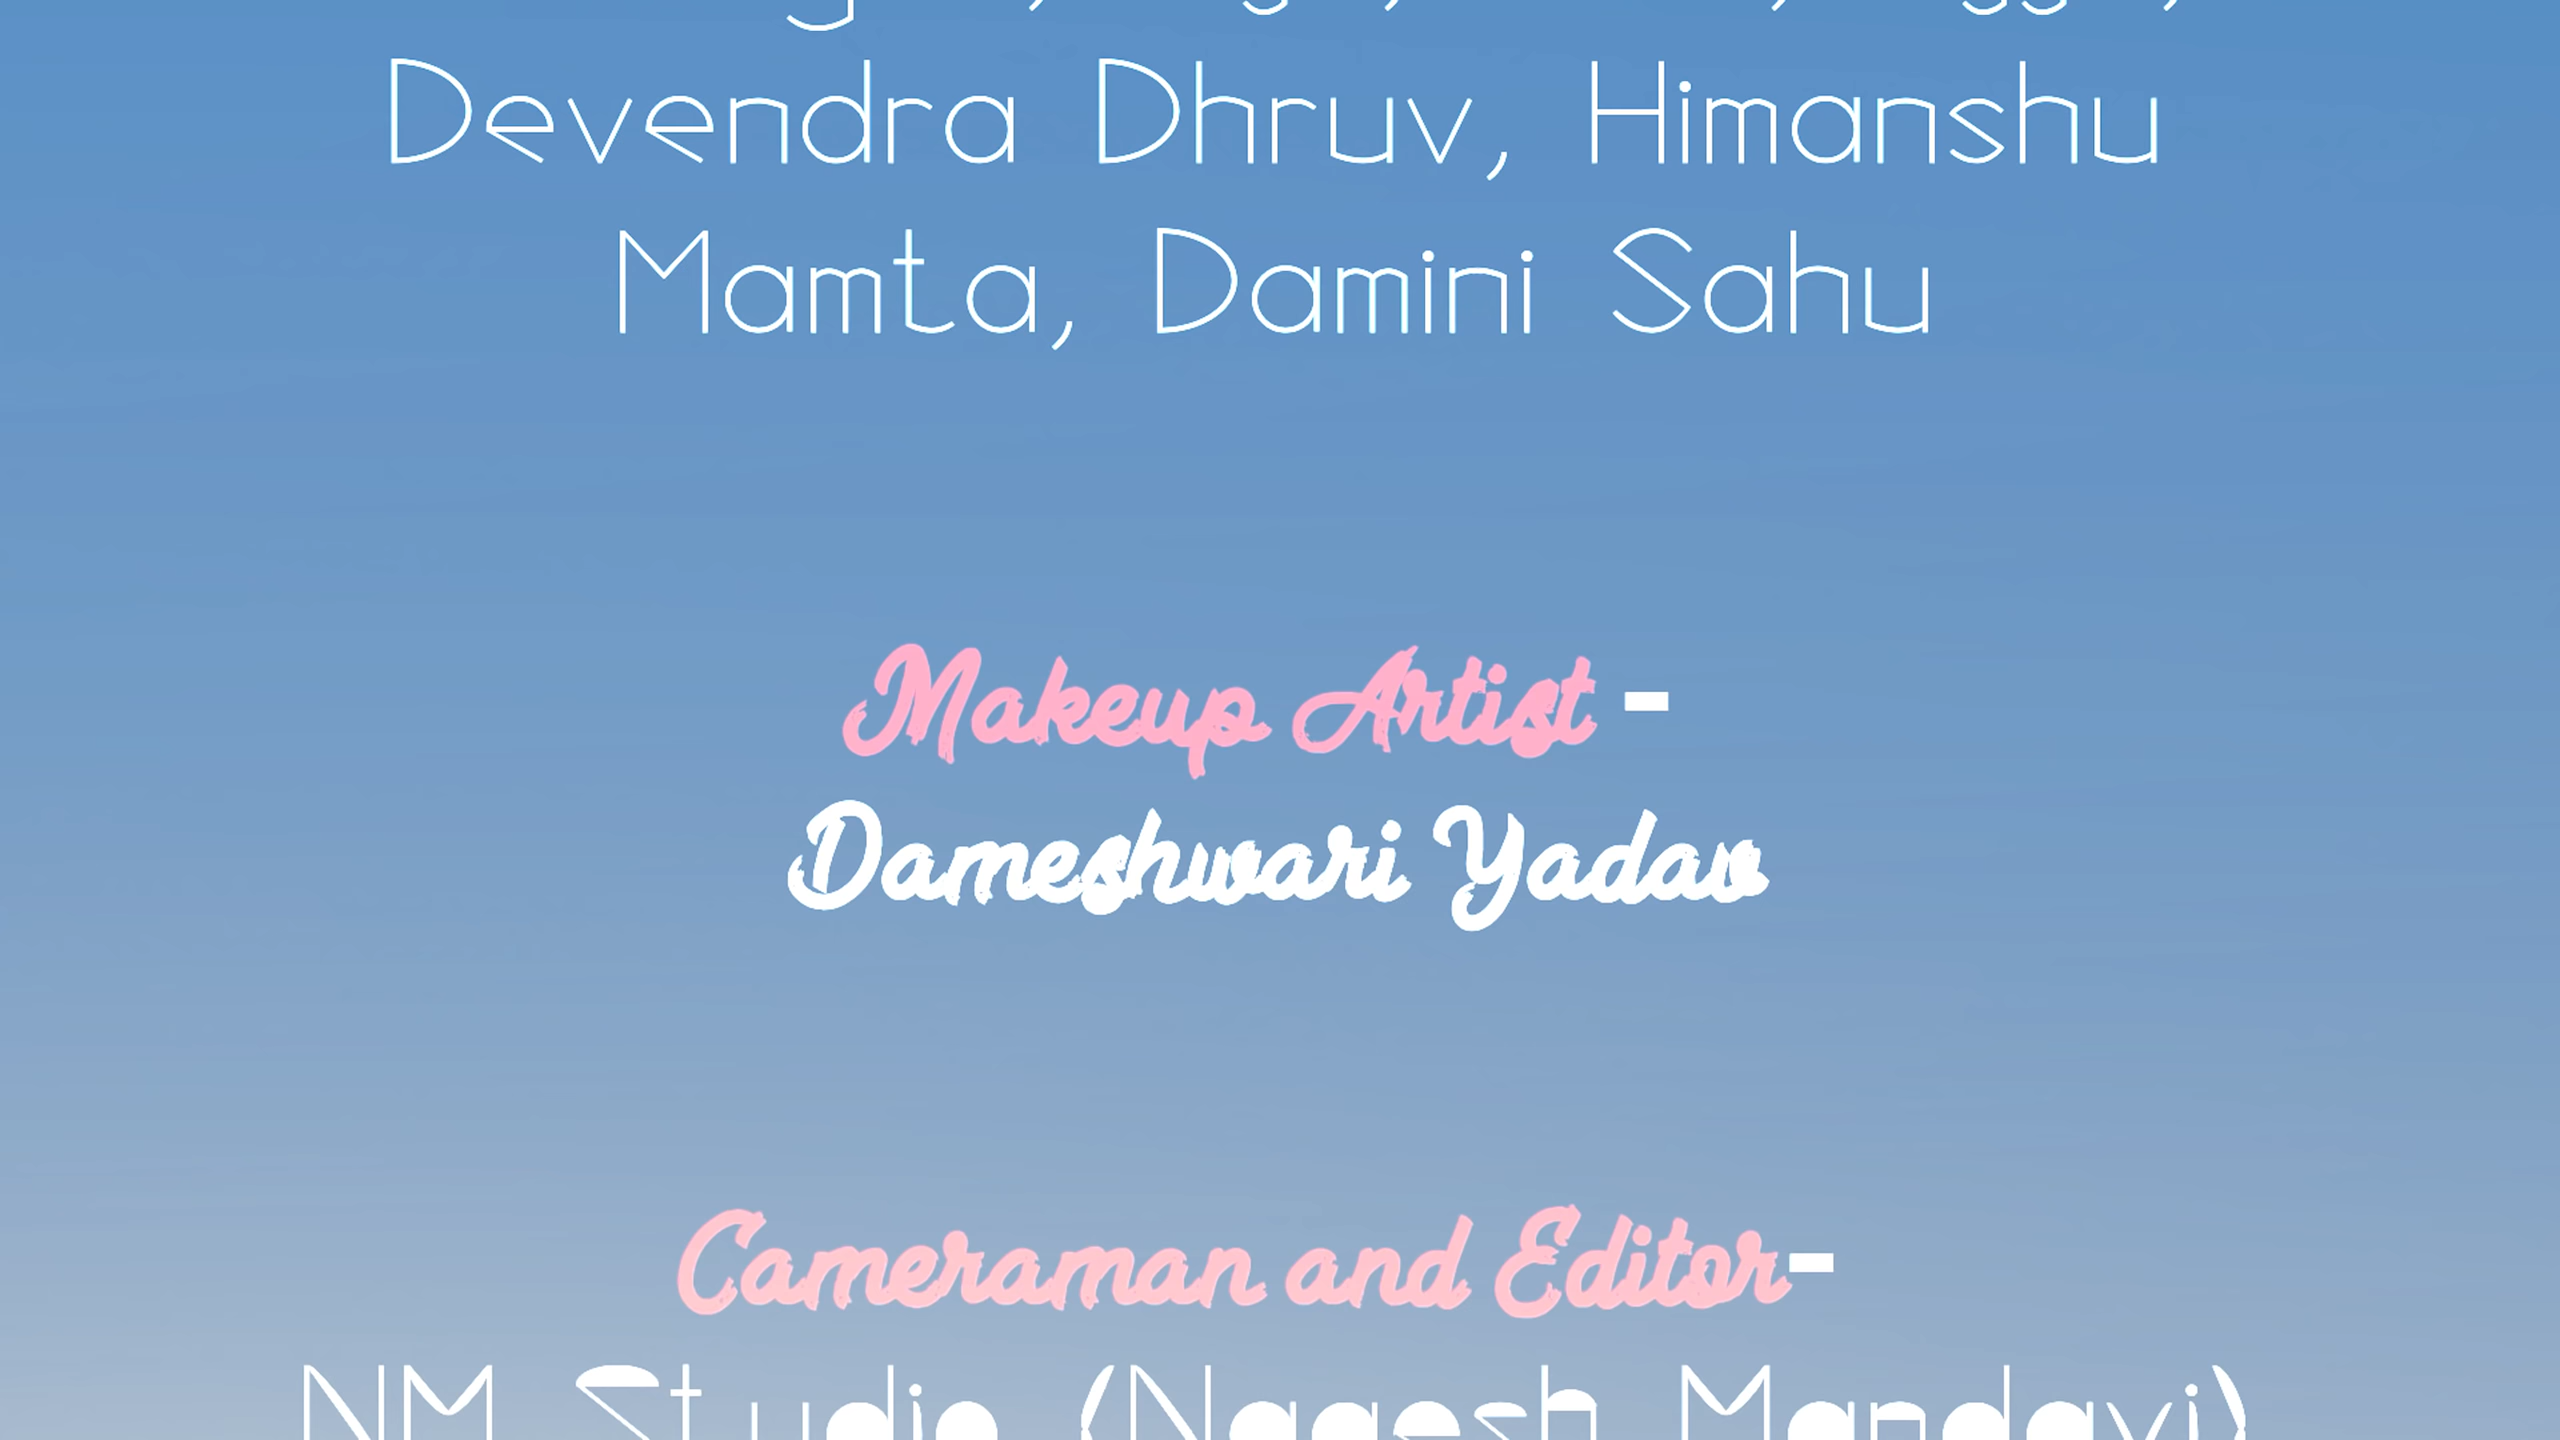 Devendra Dhruv, Himanshu
Mamta, Damini Sahu
Makeup Artist -
Dameshwari Yadav
Cameraman and Editor-
NM Studio (Nagesh Mandavi)